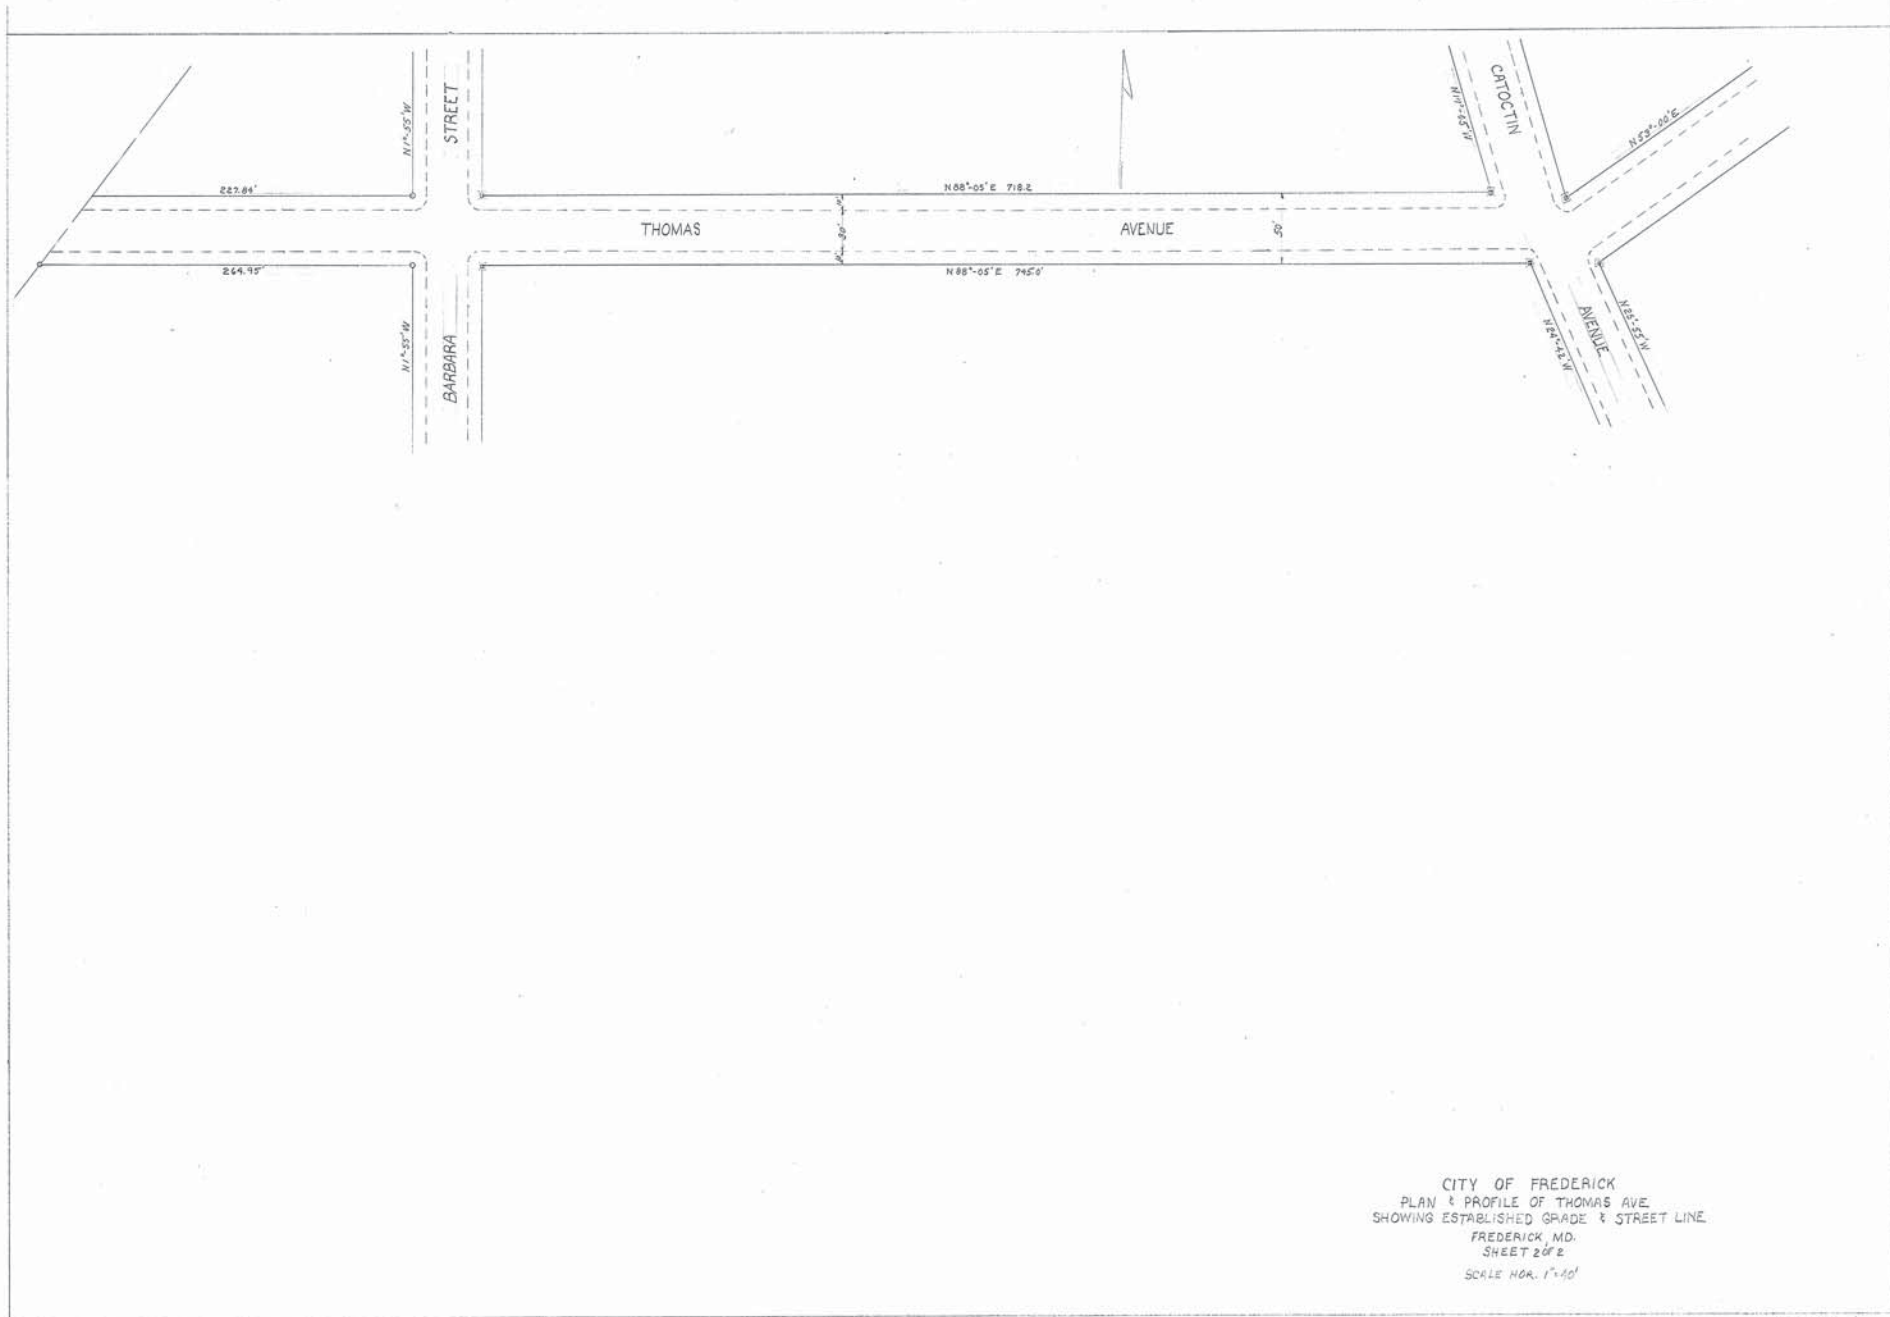 N1°-55'W
STREET
227.84'
N88°-05'E 718.2
N 53°-00'E
CATOCTIN
THOMAS
AVENUE
30'
50'
264.95'
N 88°-05'E 745.0'
N1°-55'W
BARBARA
AVENUE
N24°-42'W
N25°-55'W
CITY OF FREDERICK
PLAN & PROFILE OF THOMAS AVE.
SHOWING ESTABLISHED GRADE & STREET LINE
FREDERICK, MD.
SHEET 2 OF 2
SCALE HOR. 1"=40'